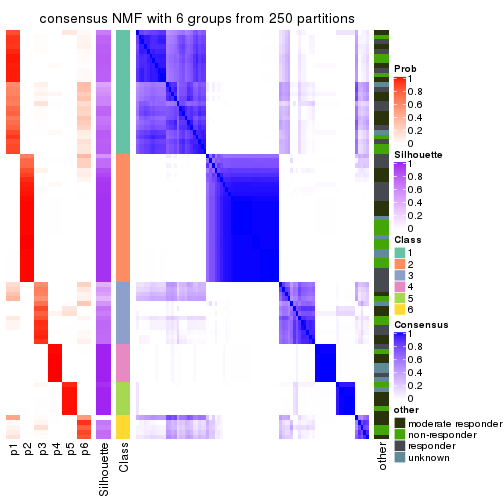 consensus NMF with 6 groups from 250 partitions
Prob
1
0.8
0.6
0.4
0.2
0
Silhouette
1
0.8
0.6
0.4
0.2
0
Class
1
2
3
4
5
6
Consensus
1
0.8
0.6
0.4
0.2
0
other
moderate responder
non-responder
responder
unknown
p1
p2
p3
p4
p5
p6
Silhouette
Class
other